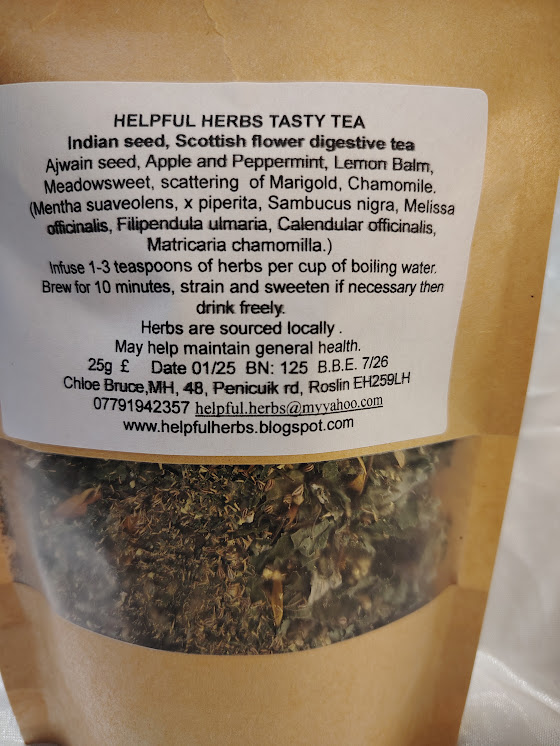 HELPFUL HERBS TASTY TEA
Indian seed, Scottish flower digestive tea
Ajwain seed, Apple and Peppermint, Lemon Balm,
Meadowsweet, scattering of Marigold, Chamomile.
(Mentha suaveolens, x piperita, Sambucus nigra, Melissa
officinalis, Filipendula ulmaria, Calendular officinalis,
Matricaria chamomilla.)
Infuse 1-3 teaspoons of herbs per cup of boiling water.
Brew for 10 minutes, strain and sweeten if necessary then
drink freely.
Herbs are sourced locally .
May help maintain general health.
25g £ Date 01/25 BN: 125 B.B.E. 7/26
Chloe Bruce,MH, 48, Penicuik rd, Roslin EH259LH
07791942357 helpful.herbs@myyahoo.com
www.helpfulherbs.blogspot.com